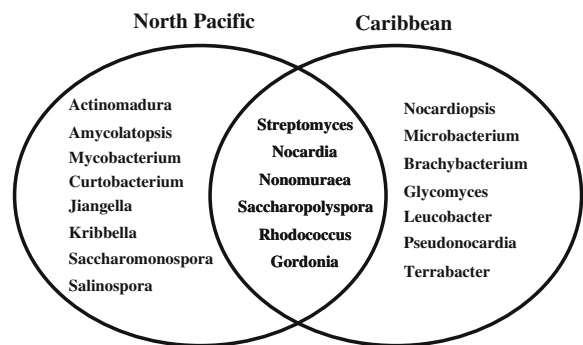 North Pacific
Caribbean
Actinomadura
Amycolatopsis
Mycobacterium
Curtobacterium
Jiangella
Kribbella
Saccharomonospora
Salinospora
Streptomyces
Nocardia
Nonomuraea
Saccharopolyspora
Rhodococcus
Gordonia
Nocardiopsis
Microbacterium
Brachybacterium
Glycomyces
Leucobacter
Pseudonocardia
Terrabacter